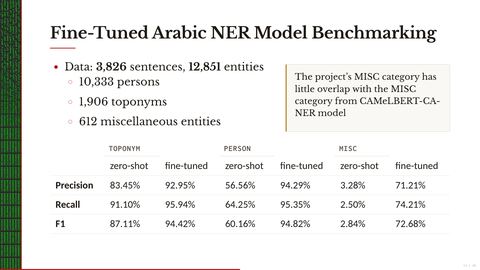 Fine-Tuned Arabic NER Model Benchmarking
Data: 3,826 sentences, 12,851 entities
10,333 persons
1,906 toponyms
612 miscellaneous entities
The project's MISC category has
little overlap with the MISC
category from CAMeLBERT-CA-
NER model
TOPONYM PERSON MISC
zero-shot fine-tuned zero-shot fine-tuned zero-shot fine-tuned
Precision 83.45% 92.95% 56.56% 94.29% 3.28% 71.21%
Recall 91.10% 95.94% 64.25% 95.35% 2.50% 74.21%
F1 87.11% 94.42% 60.16% 94.82% 2.84% 72.68%